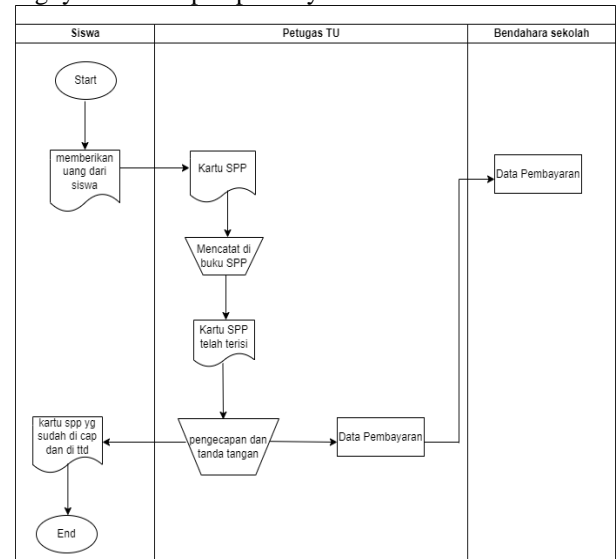 Siswa
Petugas TU
Bendahara sekolah
Start
memberikan
uang dari
siswa
Kartu SPP
Data Pembayaran
Mencatat di
buku SPP
Kartu SPP
telah terisi
kartu spp yg
sudah di cap
dan di ttd
pengecapan dan
tanda tangan
Data Pembayaran
End